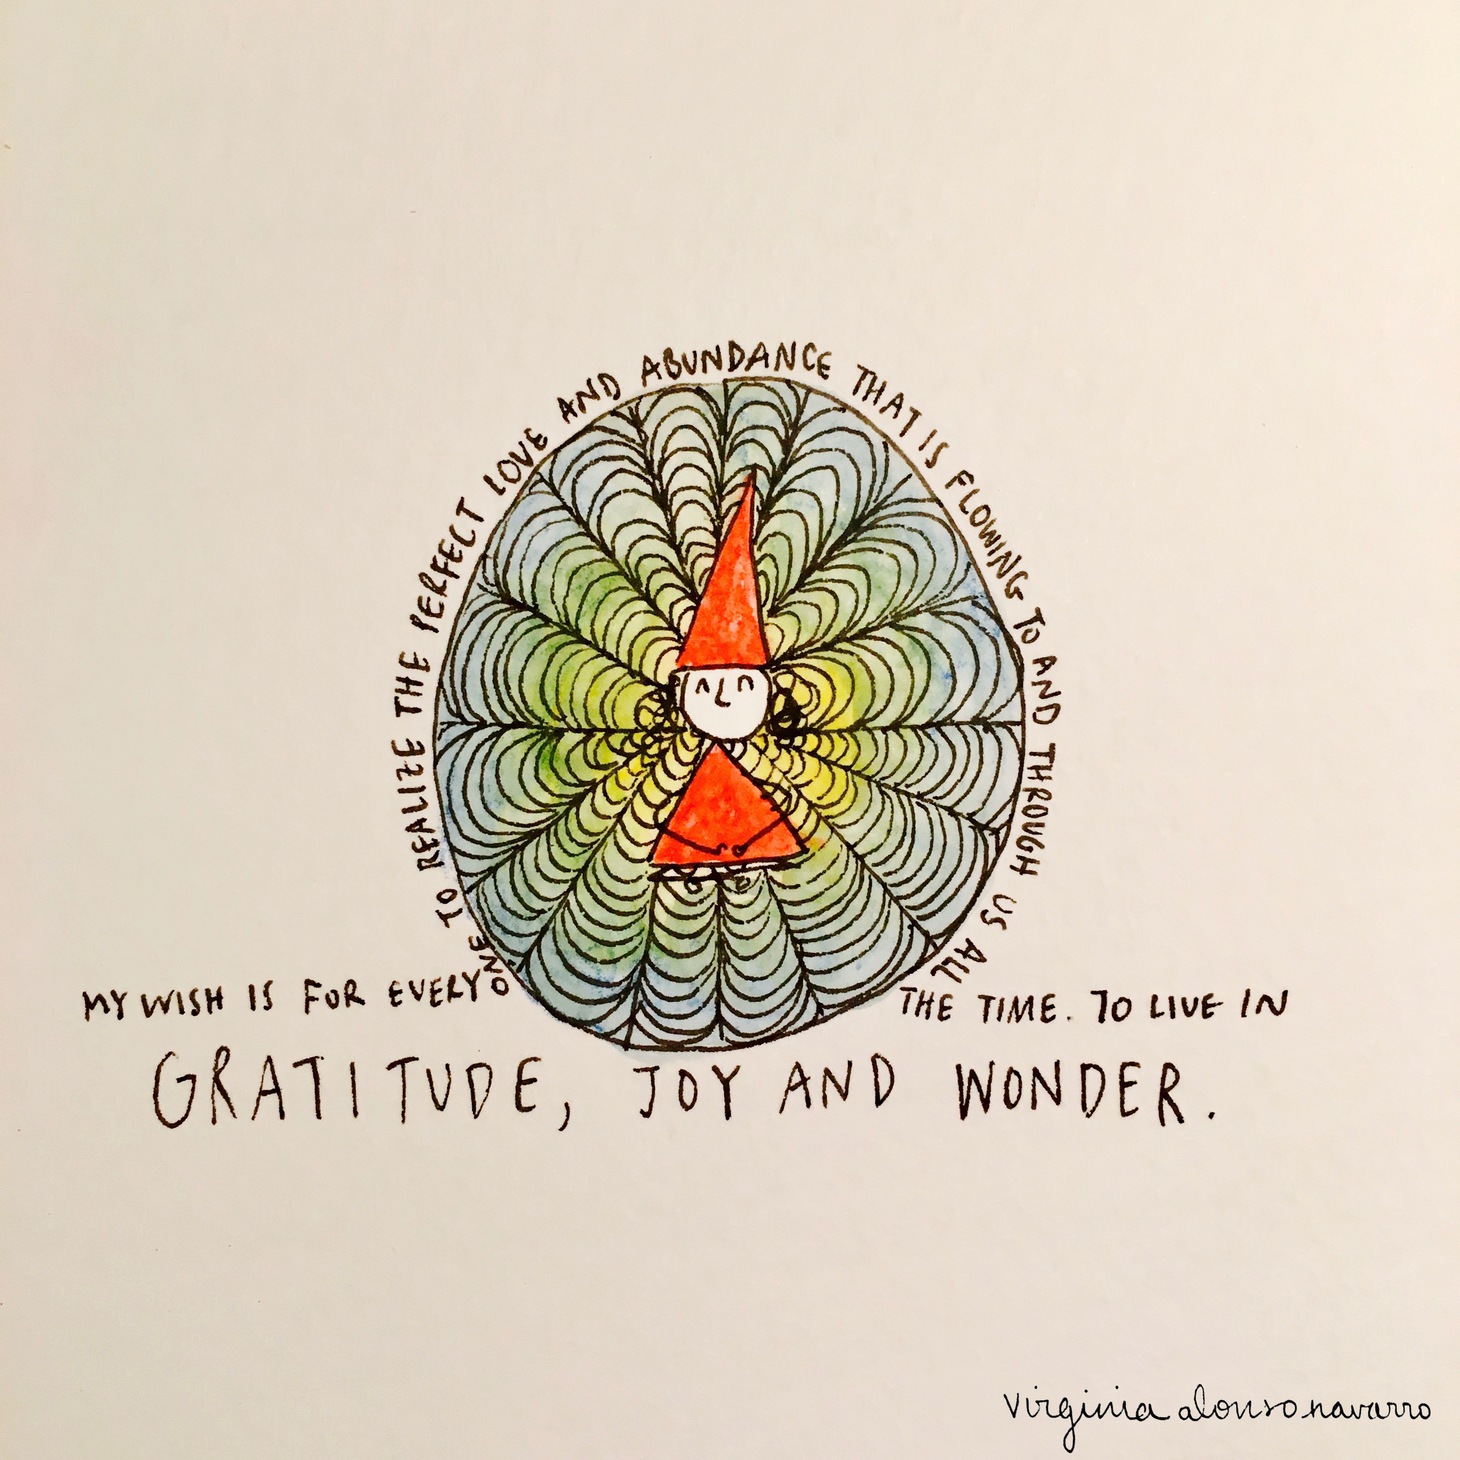 MY WISH IS FOR EVERYONE TO REALIZE THE PERFECT LOVE AND ABUNDANCE THAT IS FLOWING TO AND THROUGH US ALL THE TIME. TO LIVE IN
GRATITUDE, JOY AND WONDER.
virginia alonso navarro